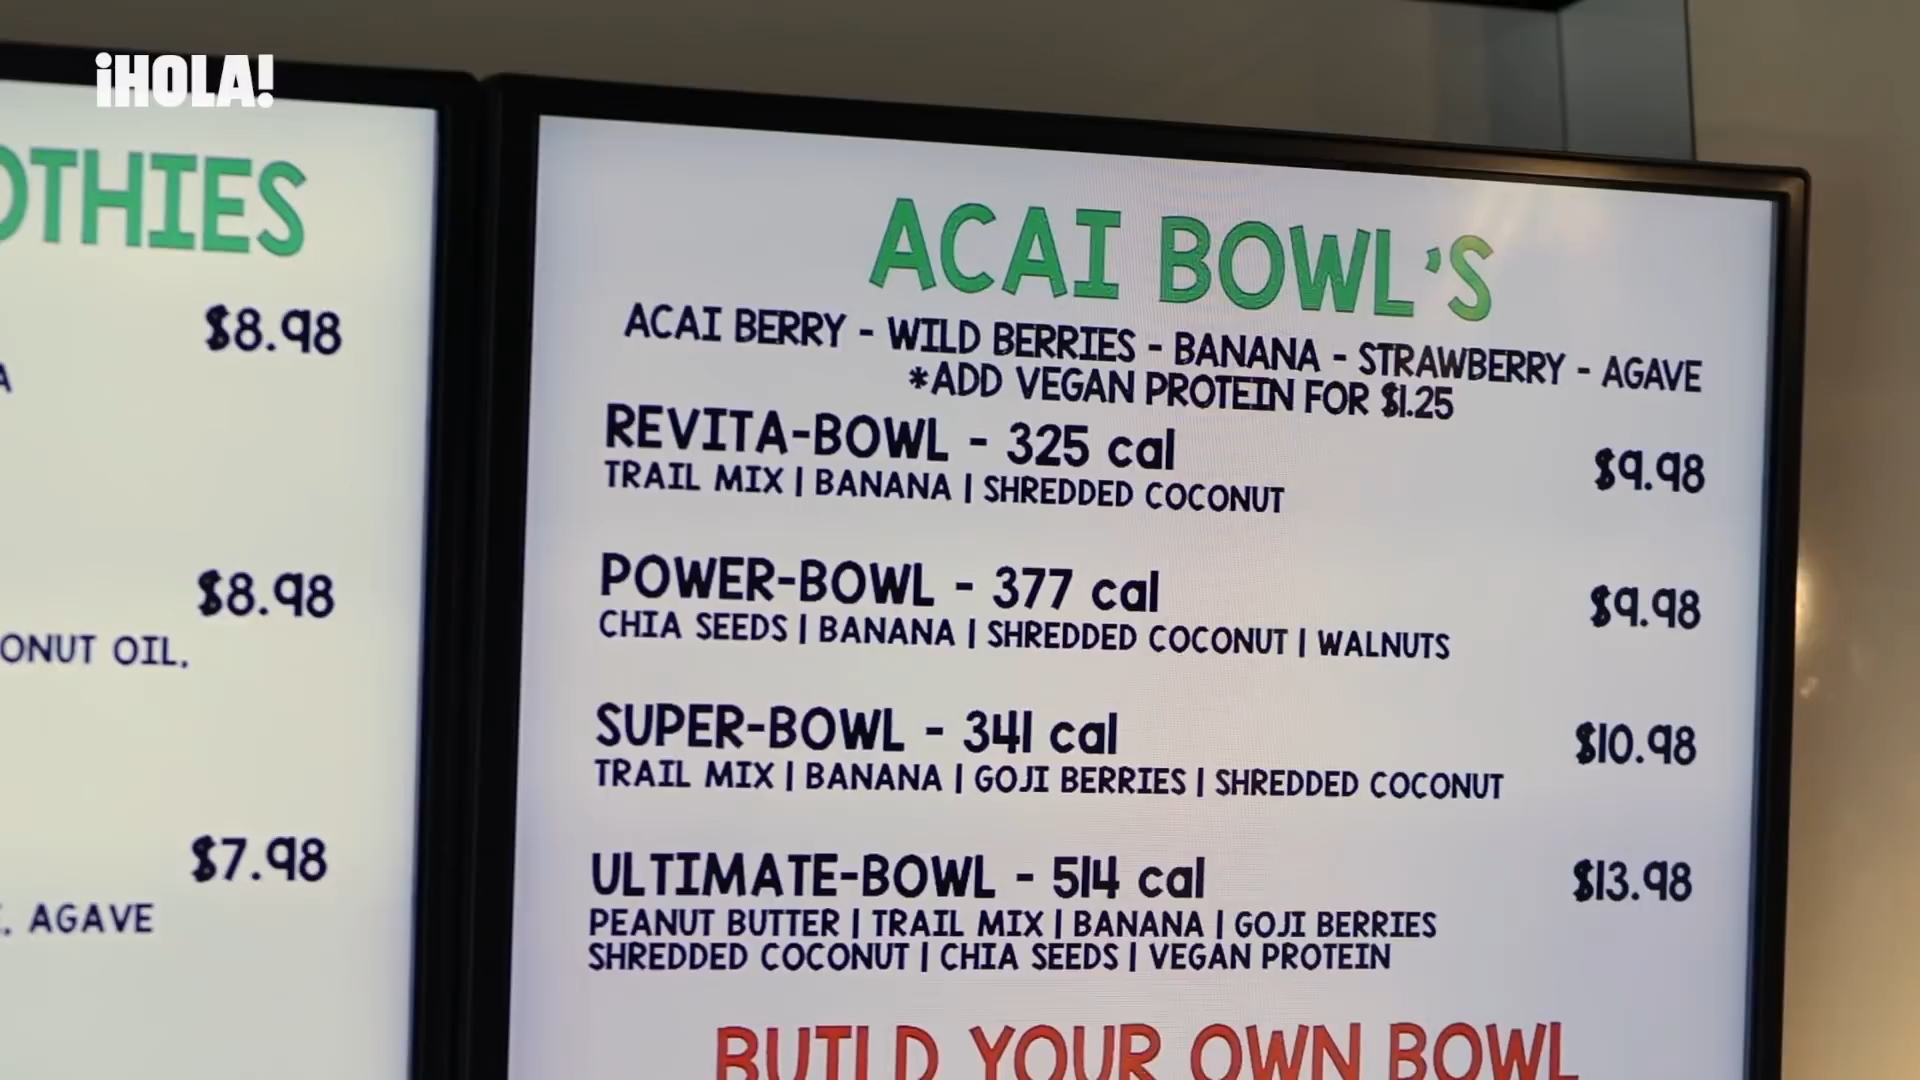 ¡HOLA!
OTHIES
$8.98
A
$8.98
ONUT OIL,
$7.98
, AGAVE
ACAI BOWL'S
ACAI BERRY - WILD BERRIES - BANANA - STRAWBERRY - AGAVE
*ADD VEGAN PROTEIN FOR $1.25
REVITA-BOWL - 325 cal $9.98
TRAIL MIX | BANANA | SHREDDED COCONUT
POWER-BOWL - 377 cal $9.98
CHIA SEEDS | BANANA | SHREDDED COCONUT | WALNUTS
SUPER-BOWL - 341 cal $10.98
TRAIL MIX | BANANA | GOJI BERRIES | SHREDDED COCONUT
ULTIMATE-BOWL - 514 cal $13.98
PEANUT BUTTER | TRAIL MIX | BANANA | GOJI BERRIES
SHREDDED COCONUT | CHIA SEEDS | VEGAN PROTEIN
BUILD YOUR OWN BOWL